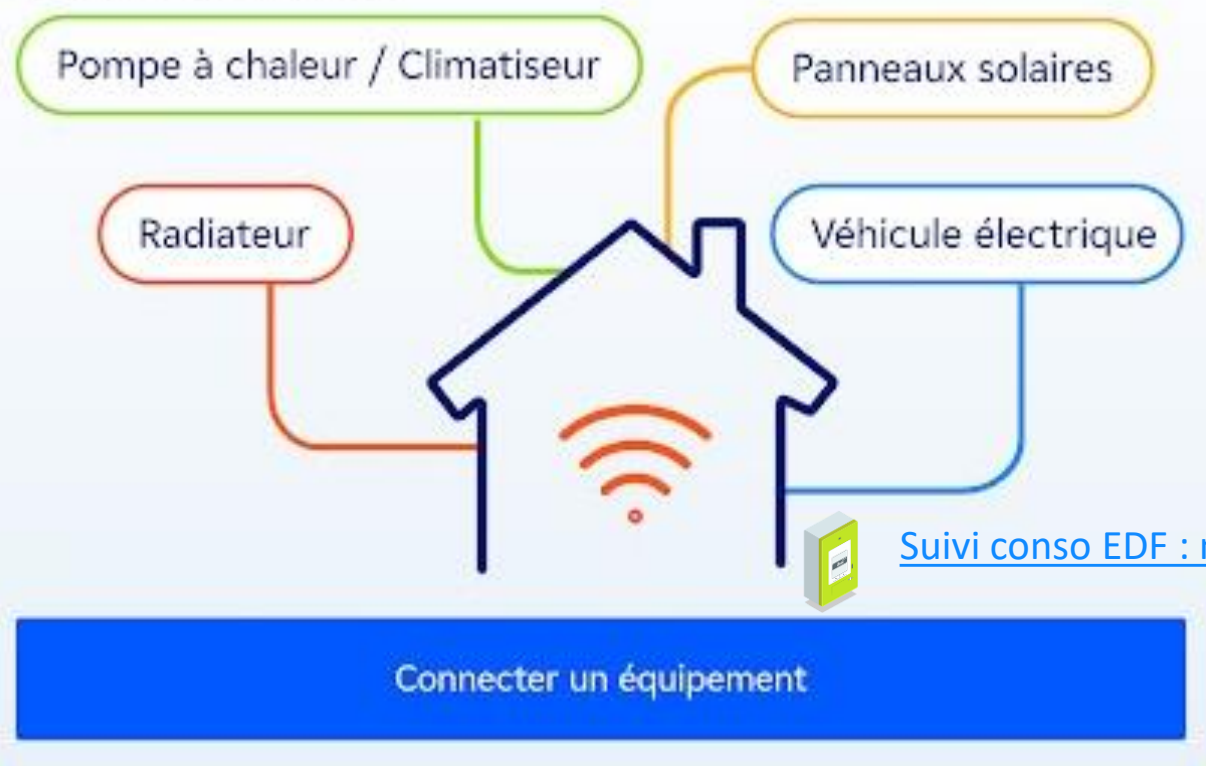 Pompe à chaleur / Climatiseur
Panneaux solaires
Radiateur
Véhicule électrique
Suivi conso EDF :
Connecter un équipement